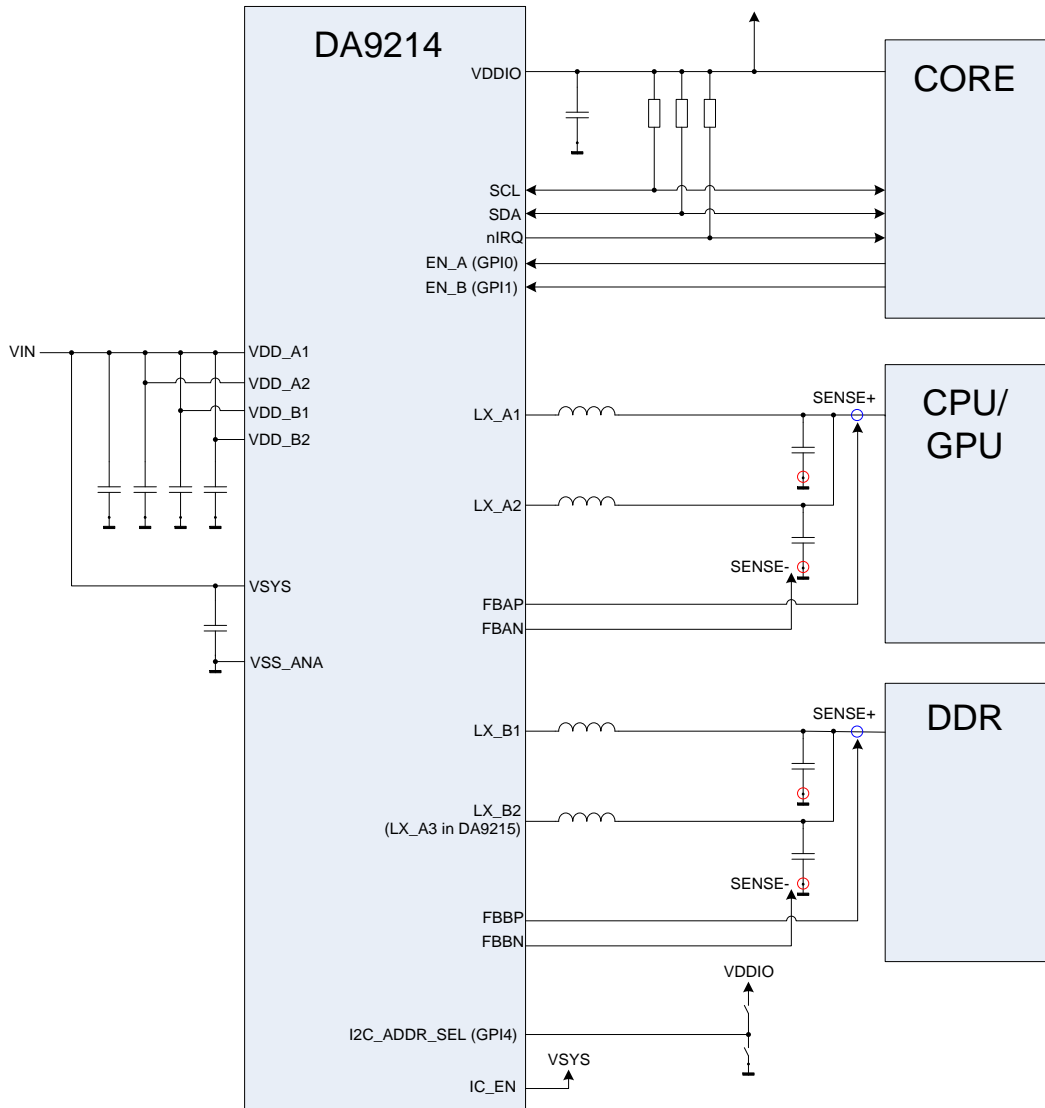 DA9214
VDDIO
CORE
SCL
SDA
nIRQ
EN_A (GPI0)
EN_B (GPI1)
VIN
VDD_A1
VDD_A2
VDD_B1
VDD_B2
LX_A1
SENSE+
CPU/
GPU
LX_A2
SENSE-
VSYS
FBAP
FBAN
VSS_ANA
LX_B1
SENSE+
DDR
LX_B2
(LX_A3 in DA9215)
SENSE-
FBBP
FBBN
VDDIO
I2C_ADDR_SEL (GPI4)
VSYS
IC_EN